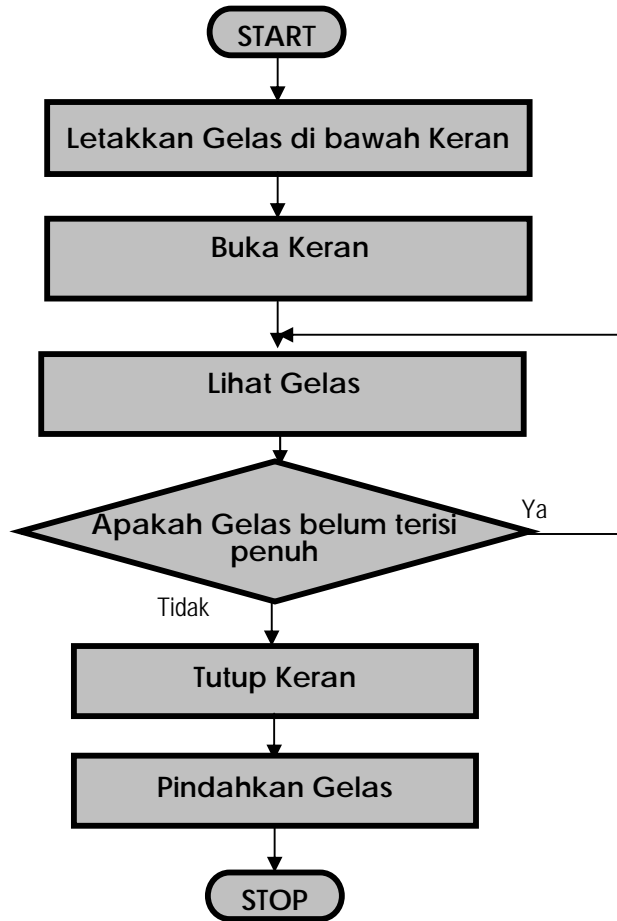 START
Letakkan Gelas di bawah Keran
Buka Keran
Lihat Gelas
Apakah Gelas belum terisi
penuh
Ya
Tidak
Tutup Keran
Pindahkan Gelas
STOP